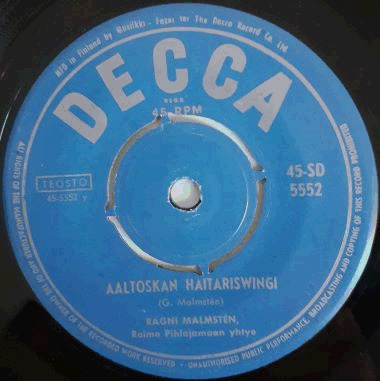 MFD in Finland by Musiikki - Fazer for The Decca Record Co. Ltd
DECCA
45 RPM
45-SD
5552
TEOSTO
45-5552 y
AALTOSKAN HAITARISWINGI
(G. Malmstén)
RAGNI MALMSTÉN,
Raimo Pihlajamaan yhtye
ALL RIGHTS OF THE MANUFACTURER AND OF THE OWNER OF THE RECORDED WORK RESERVED - UNAUTHORISED PUBLIC PERFORMANCE, BROADCASTING AND COPYING OF THIS RECORD PROHIBITED